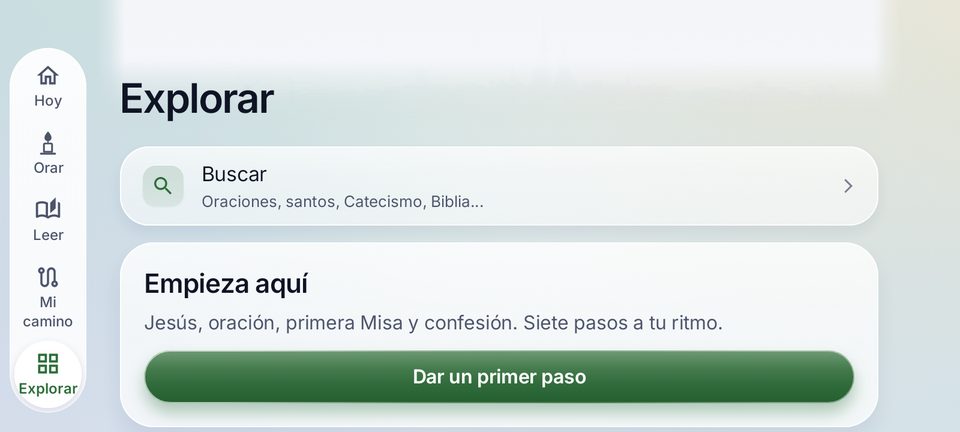 Explorar
Buscar
Oraciones, santos, Catecismo, Biblia...
Empieza aquí
Jesús, oración, primera Misa y confesión. Siete pasos a tu ritmo.
Dar un primer paso
Hoy
Orar
Leer
Mi
camino
Explorar